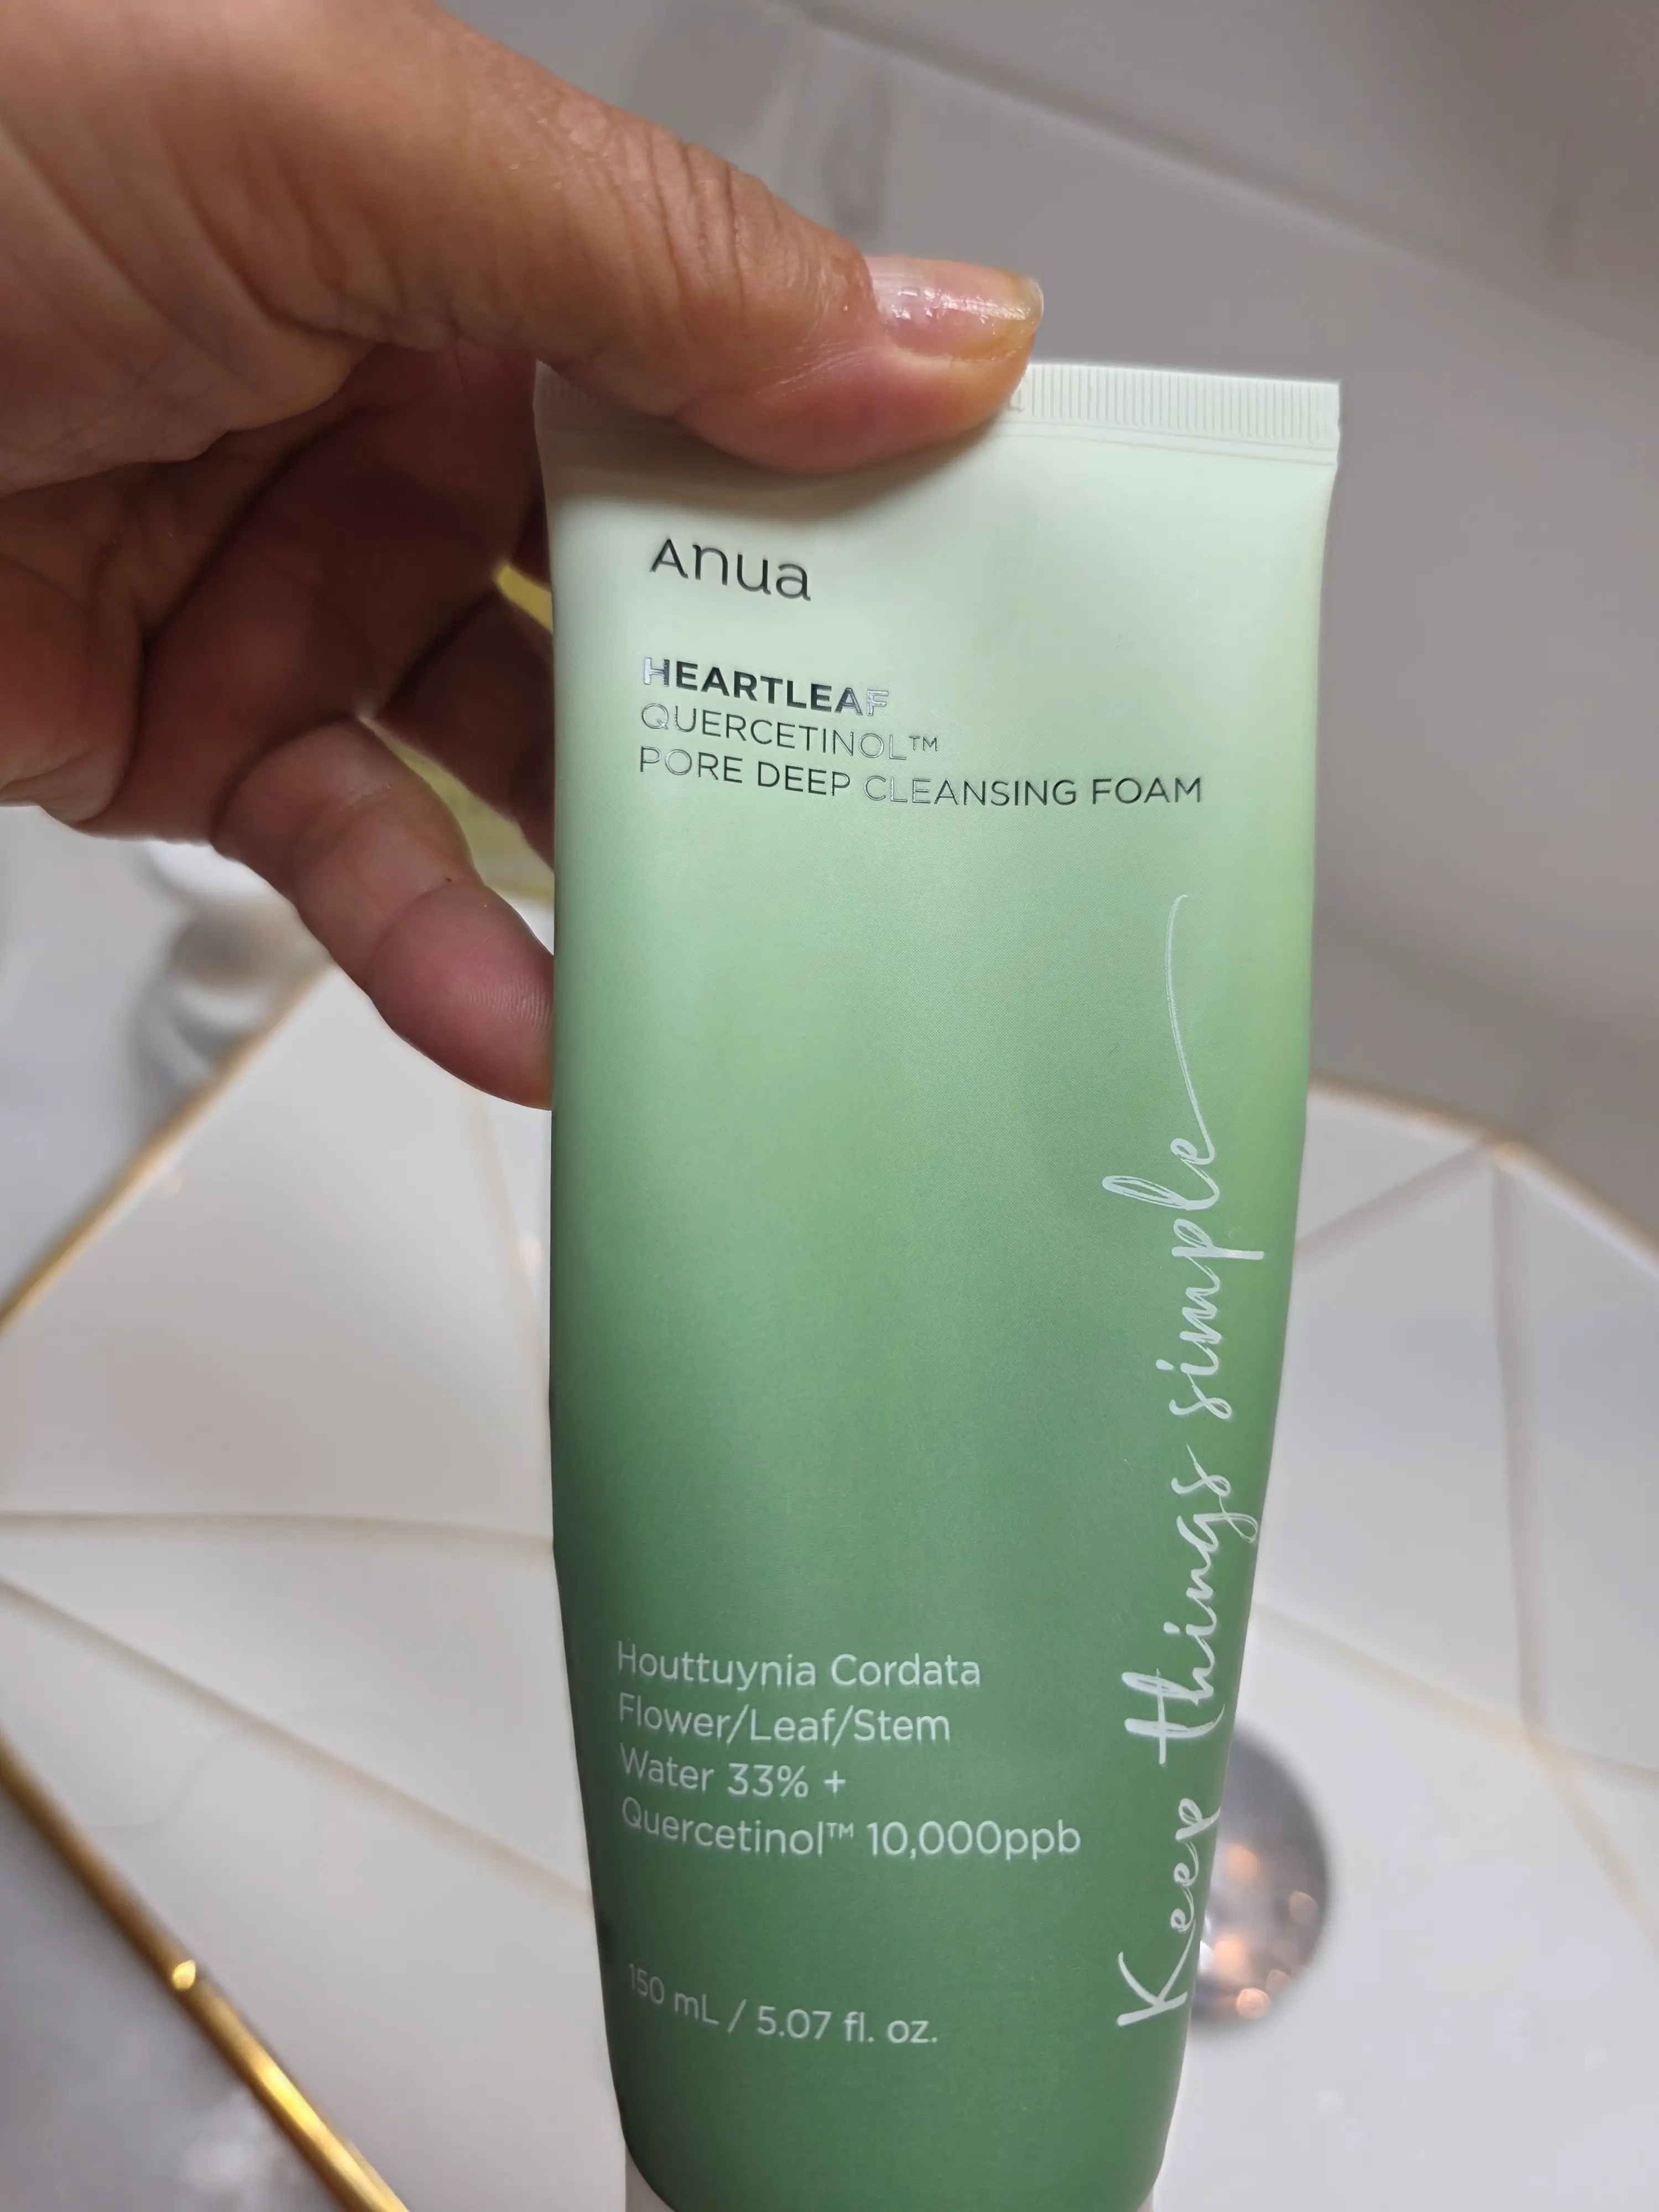 Anua
HEARTLEAF
QUERCETINOL™
PORE DEEP CLEANSING FOAM
Keep things simple
Houttuynia Cordata
Flower/Leaf/Stem
Water 33% +
Quercetinol™ 10,000ppb
150 mL / 5.07 fl. oz.